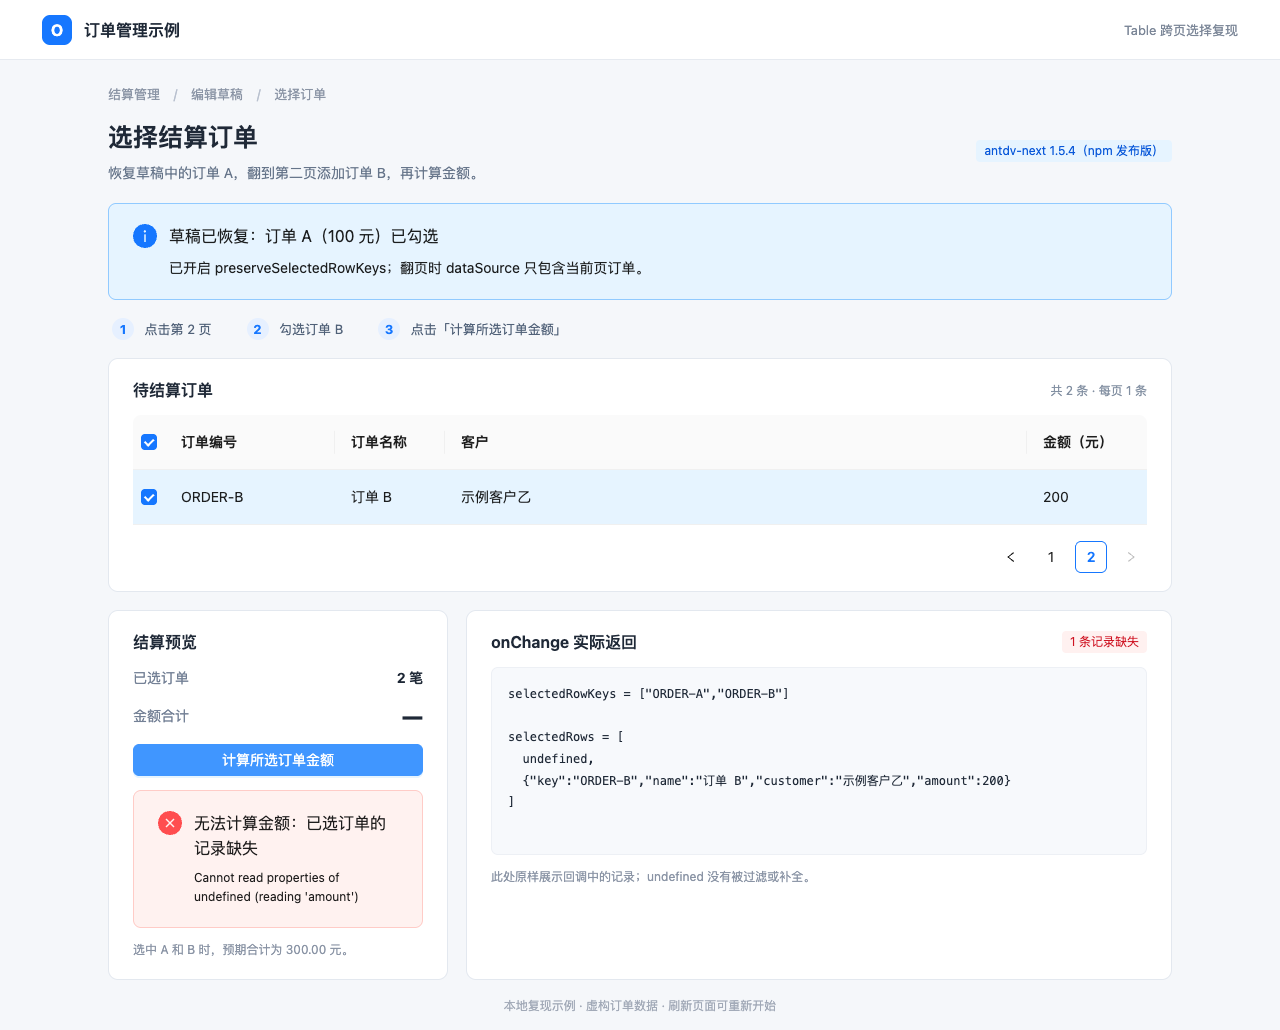 O 订单管理示例
Table 跨页选择复现
结算管理 / 编辑草稿 / 选择订单
选择结算订单
antdv-next 1.5.4（npm 发布版）
恢复草稿中的订单 A，翻到第二页添加订单 B，再计算金额。
草稿已恢复：订单 A（100 元）已勾选
已开启 preserveSelectedRowKeys；翻页时 dataSource 只包含当前页订单。
1 点击第 2 页 2 勾选订单 B 3 点击「计算所选订单金额」
待结算订单
共 2 条 · 每页 1 条
订单编号 订单名称 客户 金额（元）
ORDER-B 订单 B 示例客户乙 200
< 1 2 >
结算预览
已选订单 2 笔
金额合计 —
计算所选订单金额
无法计算金额：已选订单的
记录缺失
Cannot read properties of
undefined (reading 'amount')
选中 A 和 B 时，预期合计为 300.00 元。
onChange 实际返回
1 条记录缺失
selectedRowKeys = ["ORDER-A","ORDER-B"]
selectedRows = [
undefined,
{"key":"ORDER-B","name":"订单 B","customer":"示例客户乙","amount":200}
]
此处原样展示回调中的记录；undefined 没有被过滤或补全。
本地复现示例 · 虚构订单数据 · 刷新页面可重新开始